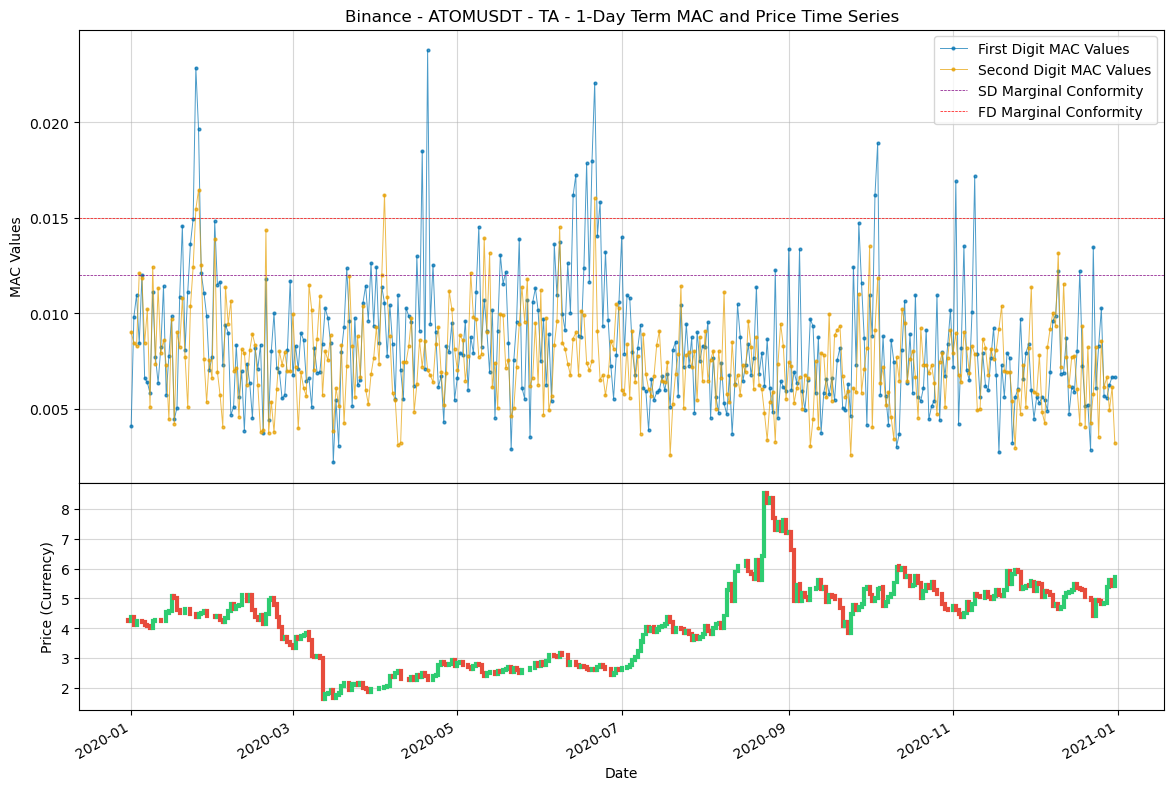 Binance - ATOMUSDT - TA - 1-Day Term MAC and Price Time Series
First Digit MAC Values
Second Digit MAC Values
SD Marginal Conformity
FD Marginal Conformity
MAC Values
0.020
0.015
0.010
0.005
Price (Currency)
8
7
6
5
4
3
2
2020-01
2020-03
2020-05
2020-07
2020-09
2020-11
2021-01
Date